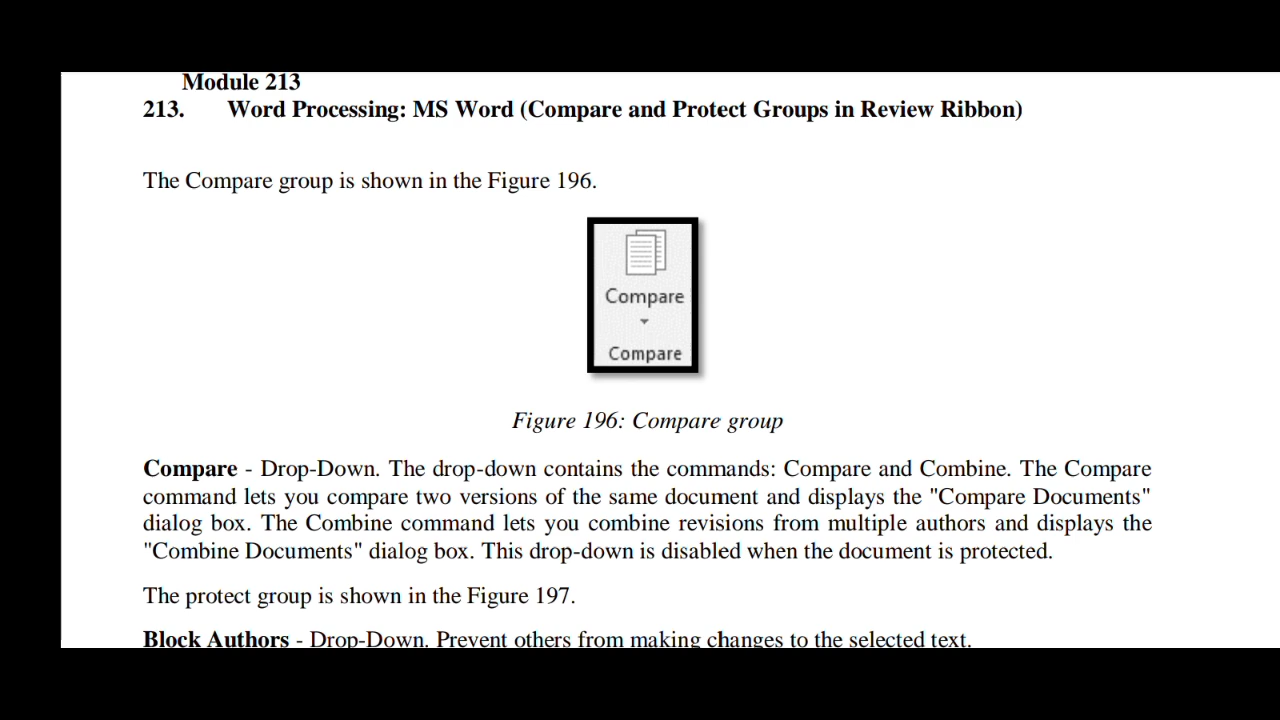 Module 213
213. Word Processing: MS Word (Compare and Protect Groups in Review Ribbon)
The Compare group is shown in the Figure 196.
Compare
Compare
Figure 196: Compare group
Compare - Drop-Down. The drop-down contains the commands: Compare and Combine. The Compare
command lets you compare two versions of the same document and displays the "Compare Documents"
dialog box. The Combine command lets you combine revisions from multiple authors and displays the
"Combine Documents" dialog box. This drop-down is disabled when the document is protected.
The protect group is shown in the Figure 197.
Block Authors - Drop-Down. Prevent others from making changes to the selected text.